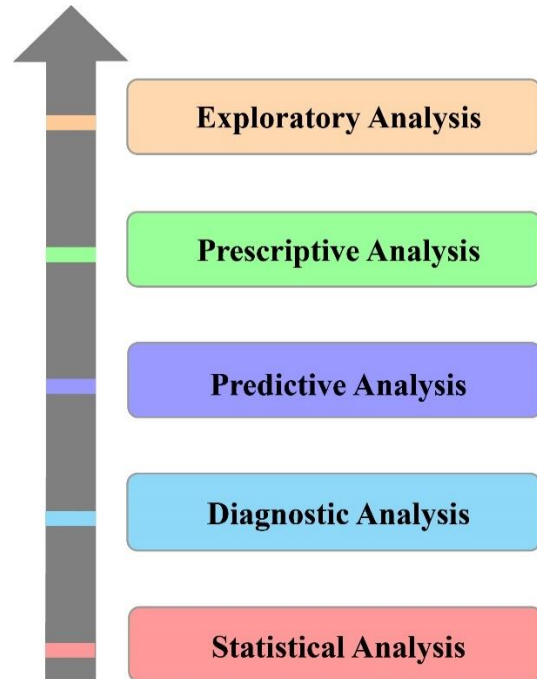 Exploratory Analysis
Prescriptive Analysis
Predictive Analysis
Diagnostic Analysis
Statistical Analysis